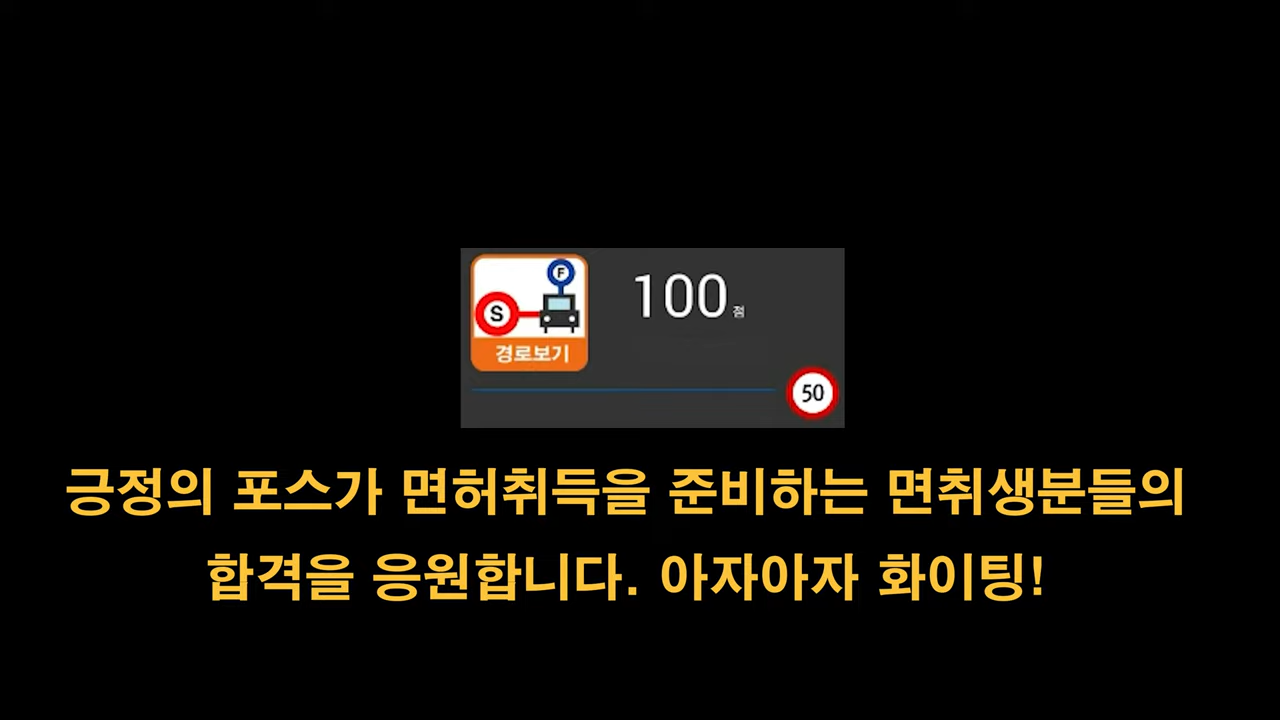 F
S
100점
경로보기
50
긍정의 포스가 면허취득을 준비하는 면취생분들의
합격을 응원합니다. 아자아자 화이팅!